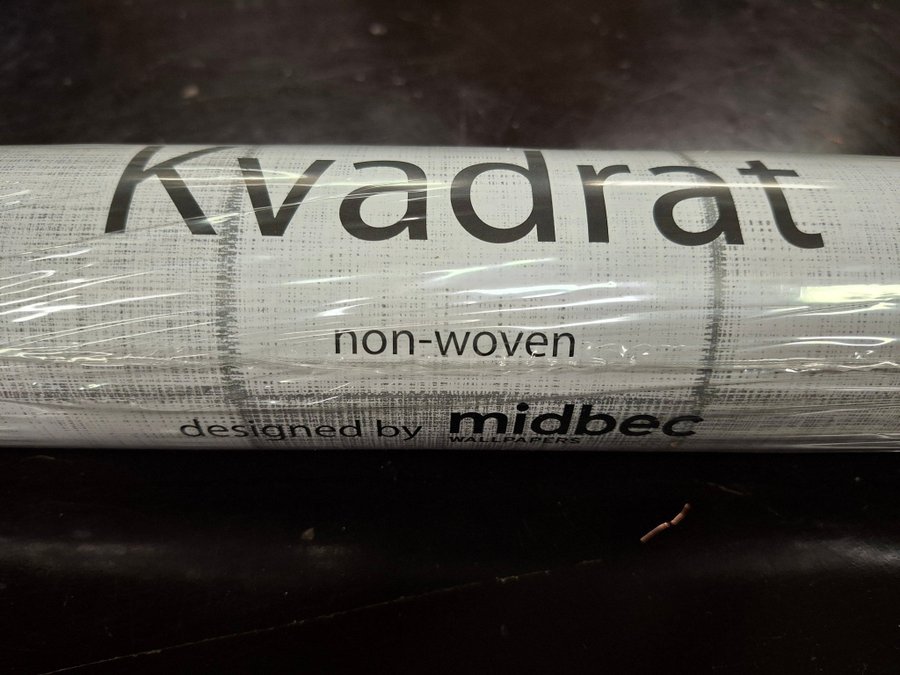 Kvadrat
non-woven
designed by midbec
WALLPAPERS